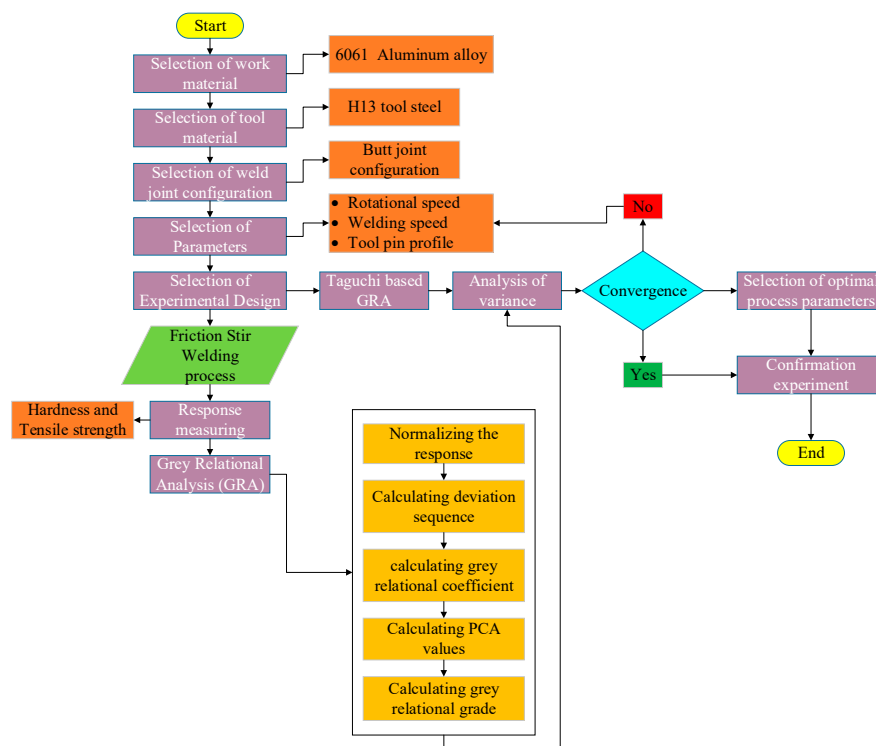 Start
Selection of work
material
6061 Aluminum alloy
Selection of tool
material
H13 tool steel
Selection of weld
joint configuration
Butt joint
configuration
Selection of
Parameters
● Rotational speed
● Welding speed
● Tool pin profile
No
Selection of
Experimental Design
Taguchi based
GRA
Analysis of
variance
Convergence
Selection of optimal
process parameters
Friction Stir
Welding
process
Yes
Confirmation
experiment
Hardness and
Tensile strength
Response
measuring
End
Grey Relational
Analysis (GRA)
Normalizing the
response
Calculating deviation
sequence
calculating grey
relational coefficient
Calculating PCA
values
Calculating grey
relational grade